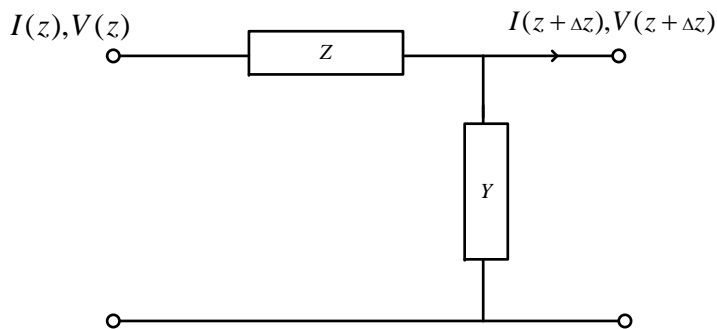 I(z),V(z)
I(z + Δz),V(z + Δz)
Z
Y